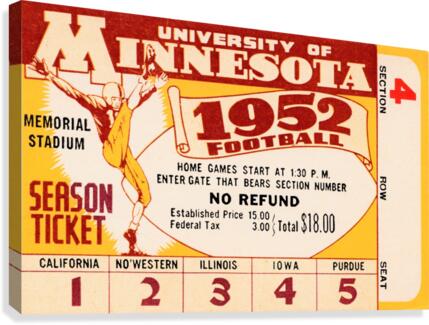 UNIVERSITY OF
MINNESOTA
1952
FOOTBALL
MEMORIAL
STADIUM
HOME GAMES START AT 1:30 P. M.
ENTER GATE THAT BEARS SECTION NUMBER
NO REFUND
Established Price 15.00
Federal Tax 3.00
Total $18.00
SEASON
TICKET
CALIFORNIA NO'WESTERN ILLINOIS IOWA PURDUE
1 2 3 4 5
SECTION 4
ROW
SEAT